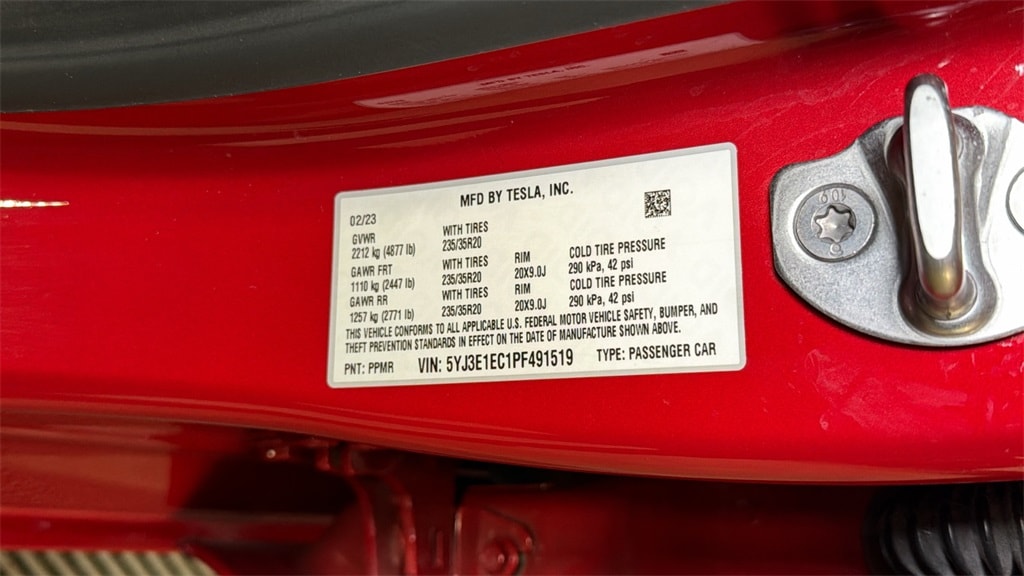 MFD BY TESLA, INC.
02/23
GVWR WITH TIRES
2212 kg (4877 lb) 235/35R20
GAWR FRT WITH TIRES RIM COLD TIRE PRESSURE
1110 kg (2447 lb) 235/35R20 20X9.0J 290 kPa, 42 psi
GAWR RR WITH TIRES RIM COLD TIRE PRESSURE
1257 kg (2771 lb) 235/35R20 20X9.0J 290 kPa, 42 psi
THIS VEHICLE CONFORMS TO ALL APPLICABLE U.S. FEDERAL MOTOR VEHICLE SAFETY, BUMPER, AND
THEFT PREVENTION STANDARDS IN EFFECT ON THE DATE OF MANUFACTURE SHOWN ABOVE.
PNT: PPMR VIN: 5YJ3E1EC1PF491519 TYPE: PASSENGER CAR